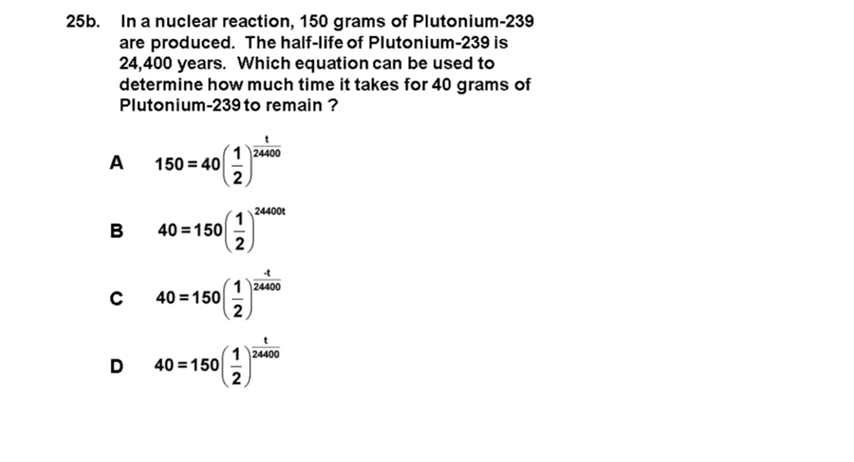 25b. In a nuclear reaction, 150 grams of Plutonium-239
are produced. The half-life of Plutonium-239 is
24,400 years. Which equation can be used to
determine how much time it takes for 40 grams of
Plutonium-239 to remain ?
A 150 = 40(1/2)^(t/24400)
B 40 = 150(1/2)^(24400t)
C 40 = 150(1/2)^(-t/24400)
D 40 = 150(1/2)^(t/24400)